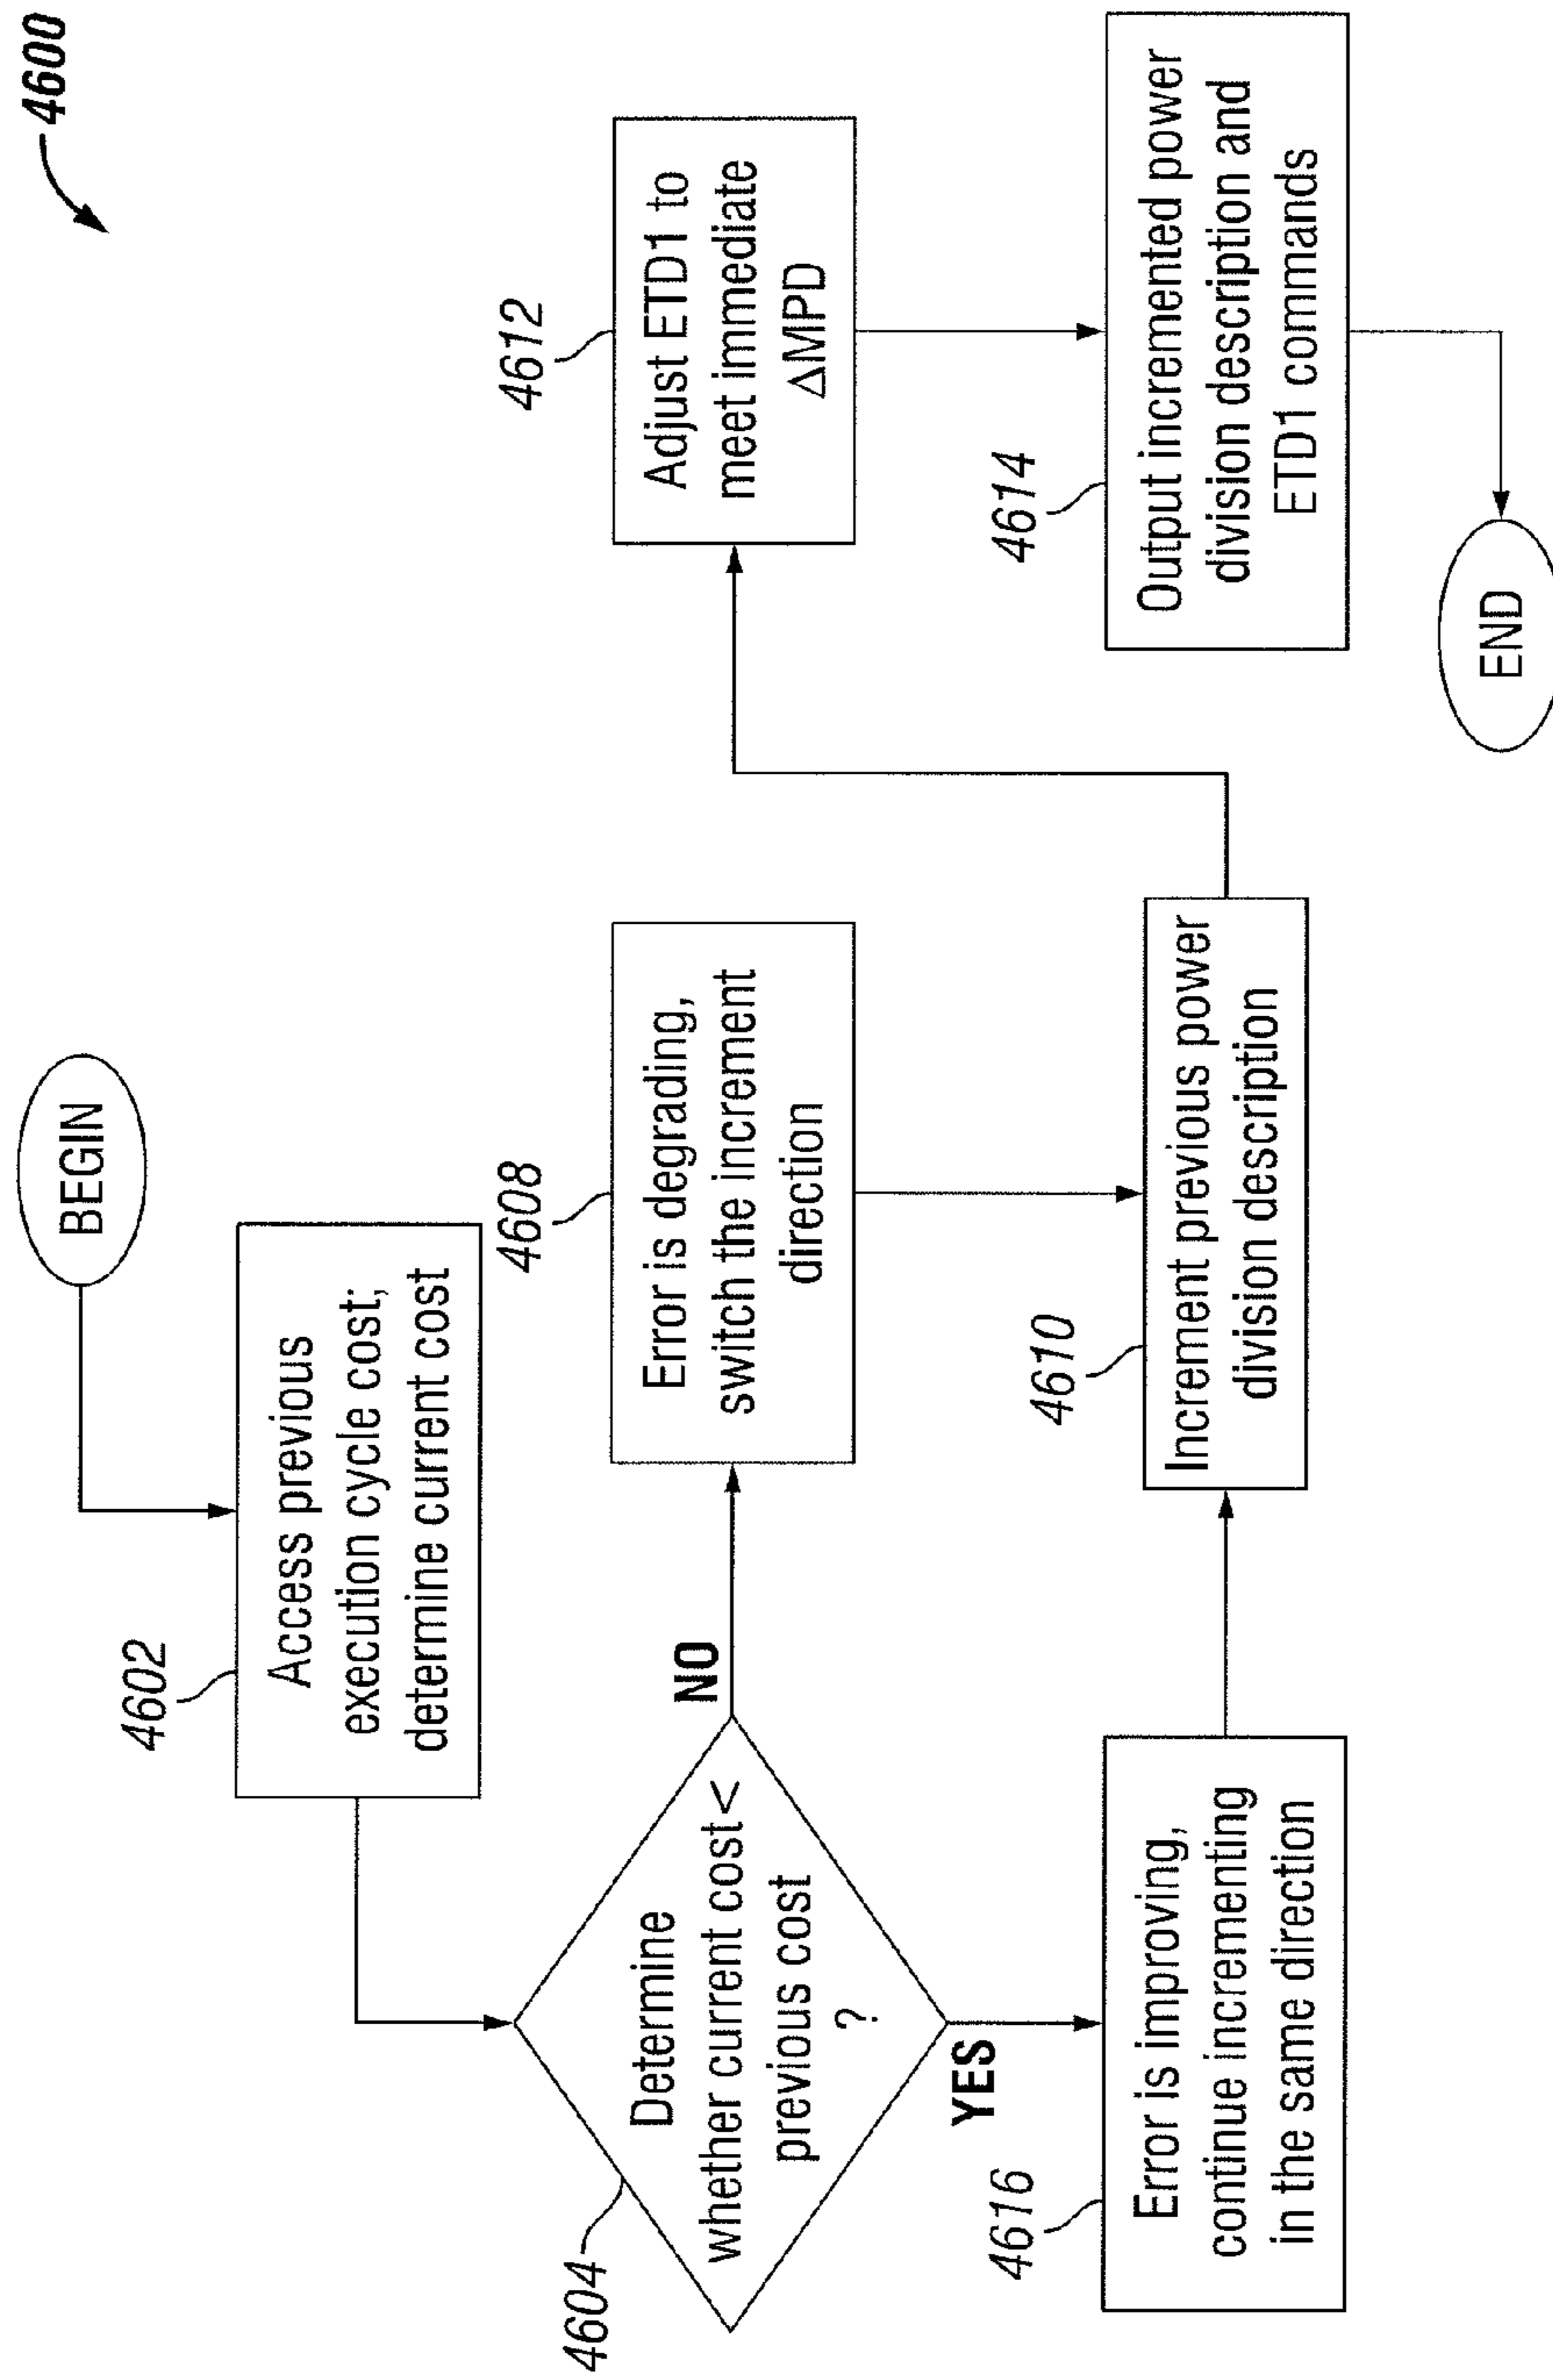 4600
BEGIN
4602
Access previous
execution cycle cost;
determine current cost
4604
Determine
whether current cost <
previous cost
?
NO
4608
Error is degrading,
switch the increment
direction
YES
4616
Error is improving,
continue incrementing
in the same direction
4610
Increment previous power
division description
4612
Adjust ETD1 to
meet immediate
ΔMPD
4614
Output incremented power
division description and
ETD1 commands
END